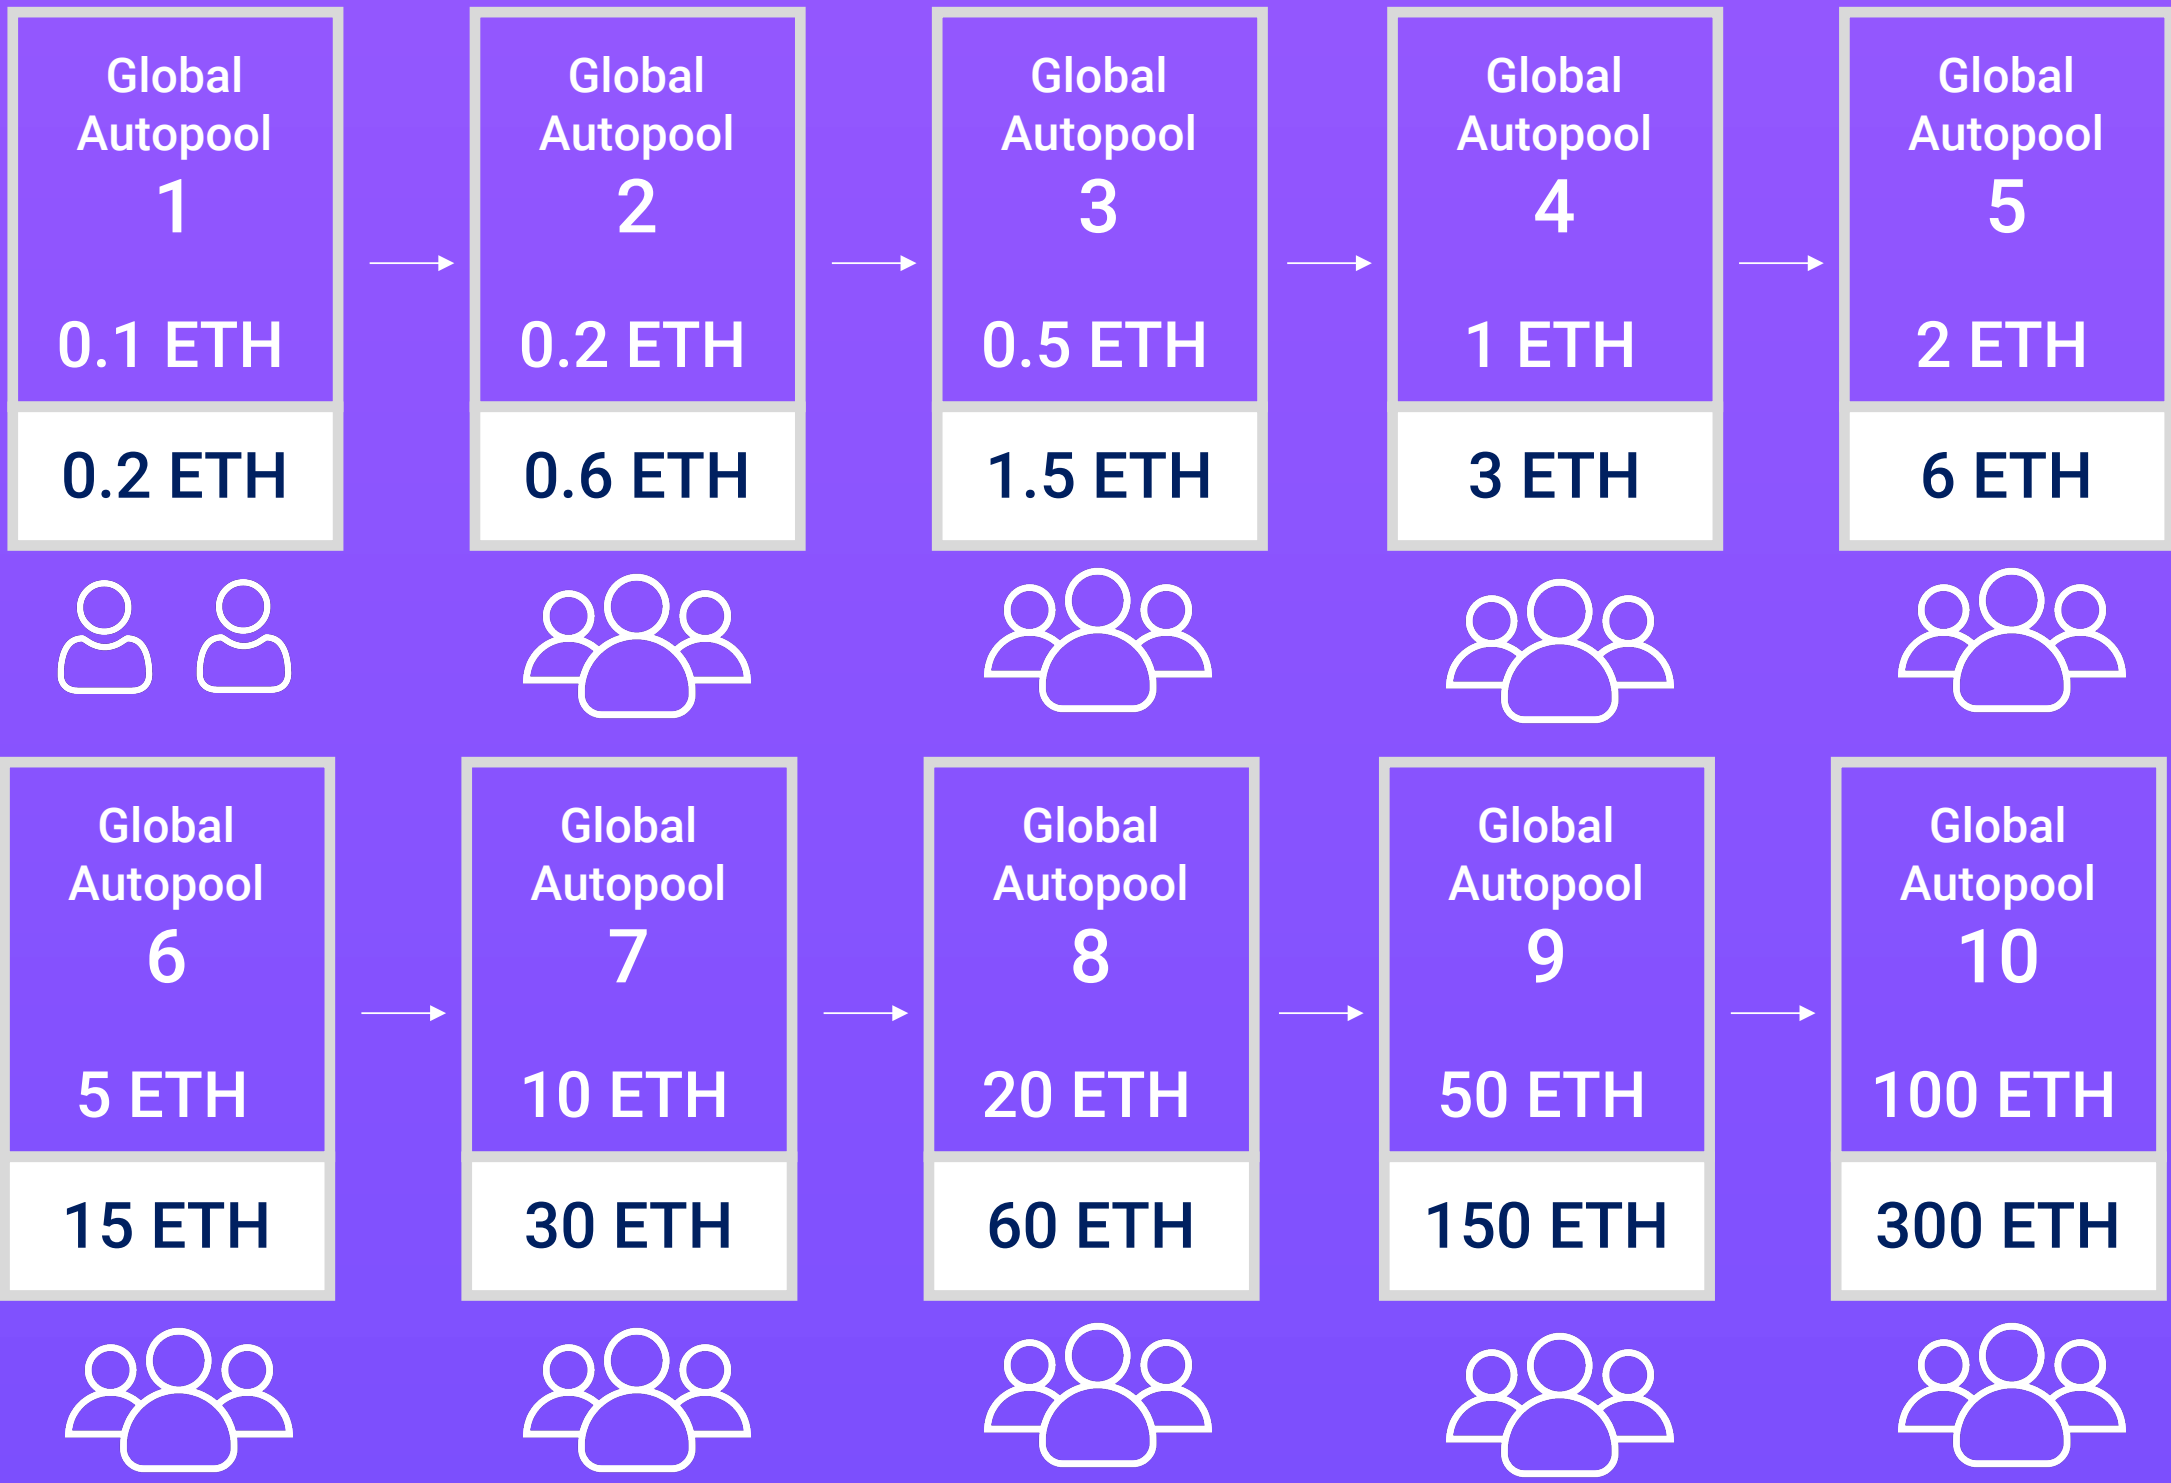 Global
Autopool
1
0.1 ETH
0.2 ETH
Global
Autopool
2
0.2 ETH
0.6 ETH
Global
Autopool
3
0.5 ETH
1.5 ETH
Global
Autopool
4
1 ETH
3 ETH
Global
Autopool
5
2 ETH
6 ETH
Global
Autopool
6
5 ETH
15 ETH
Global
Autopool
7
10 ETH
30 ETH
Global
Autopool
8
20 ETH
60 ETH
Global
Autopool
9
50 ETH
150 ETH
Global
Autopool
10
100 ETH
300 ETH